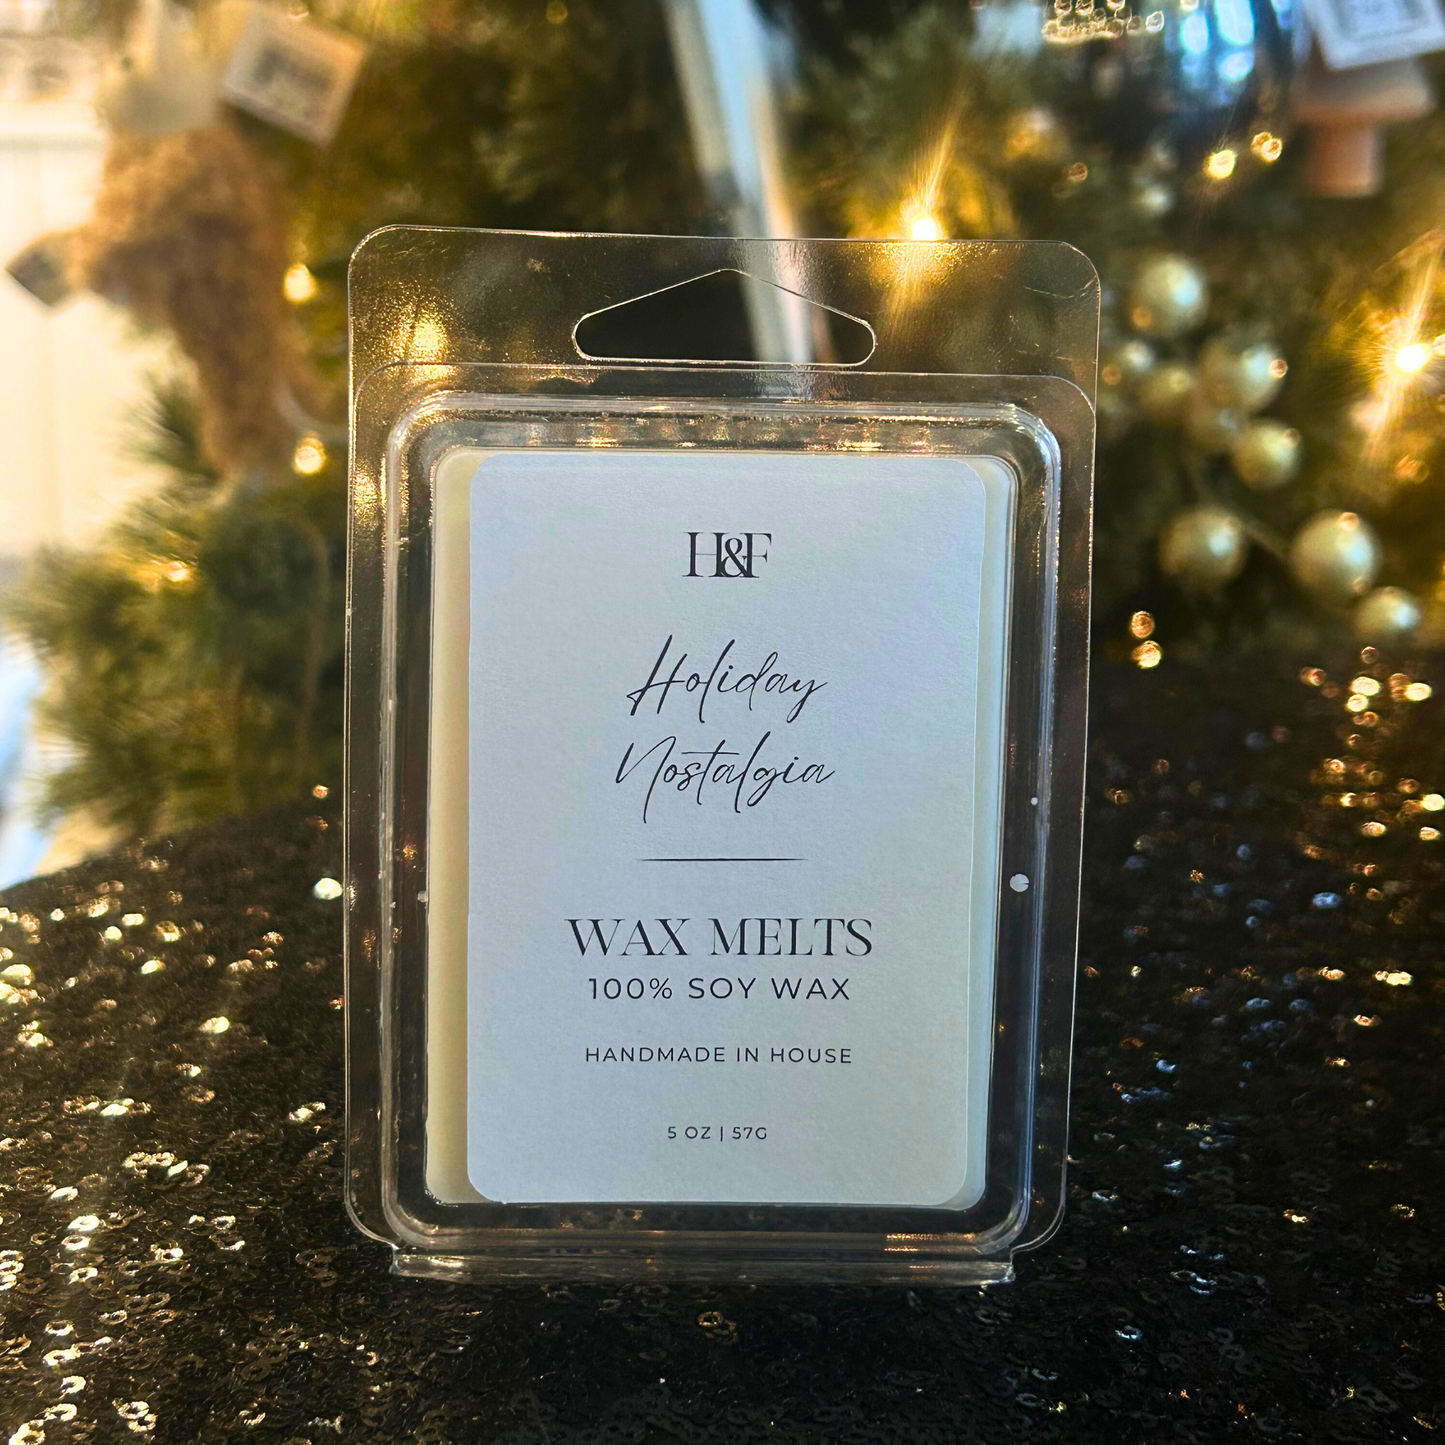 H&F
Holiday
Nostalgia
WAX MELTS
100% SOY WAX
HANDMADE IN HOUSE
5 OZ | 57G